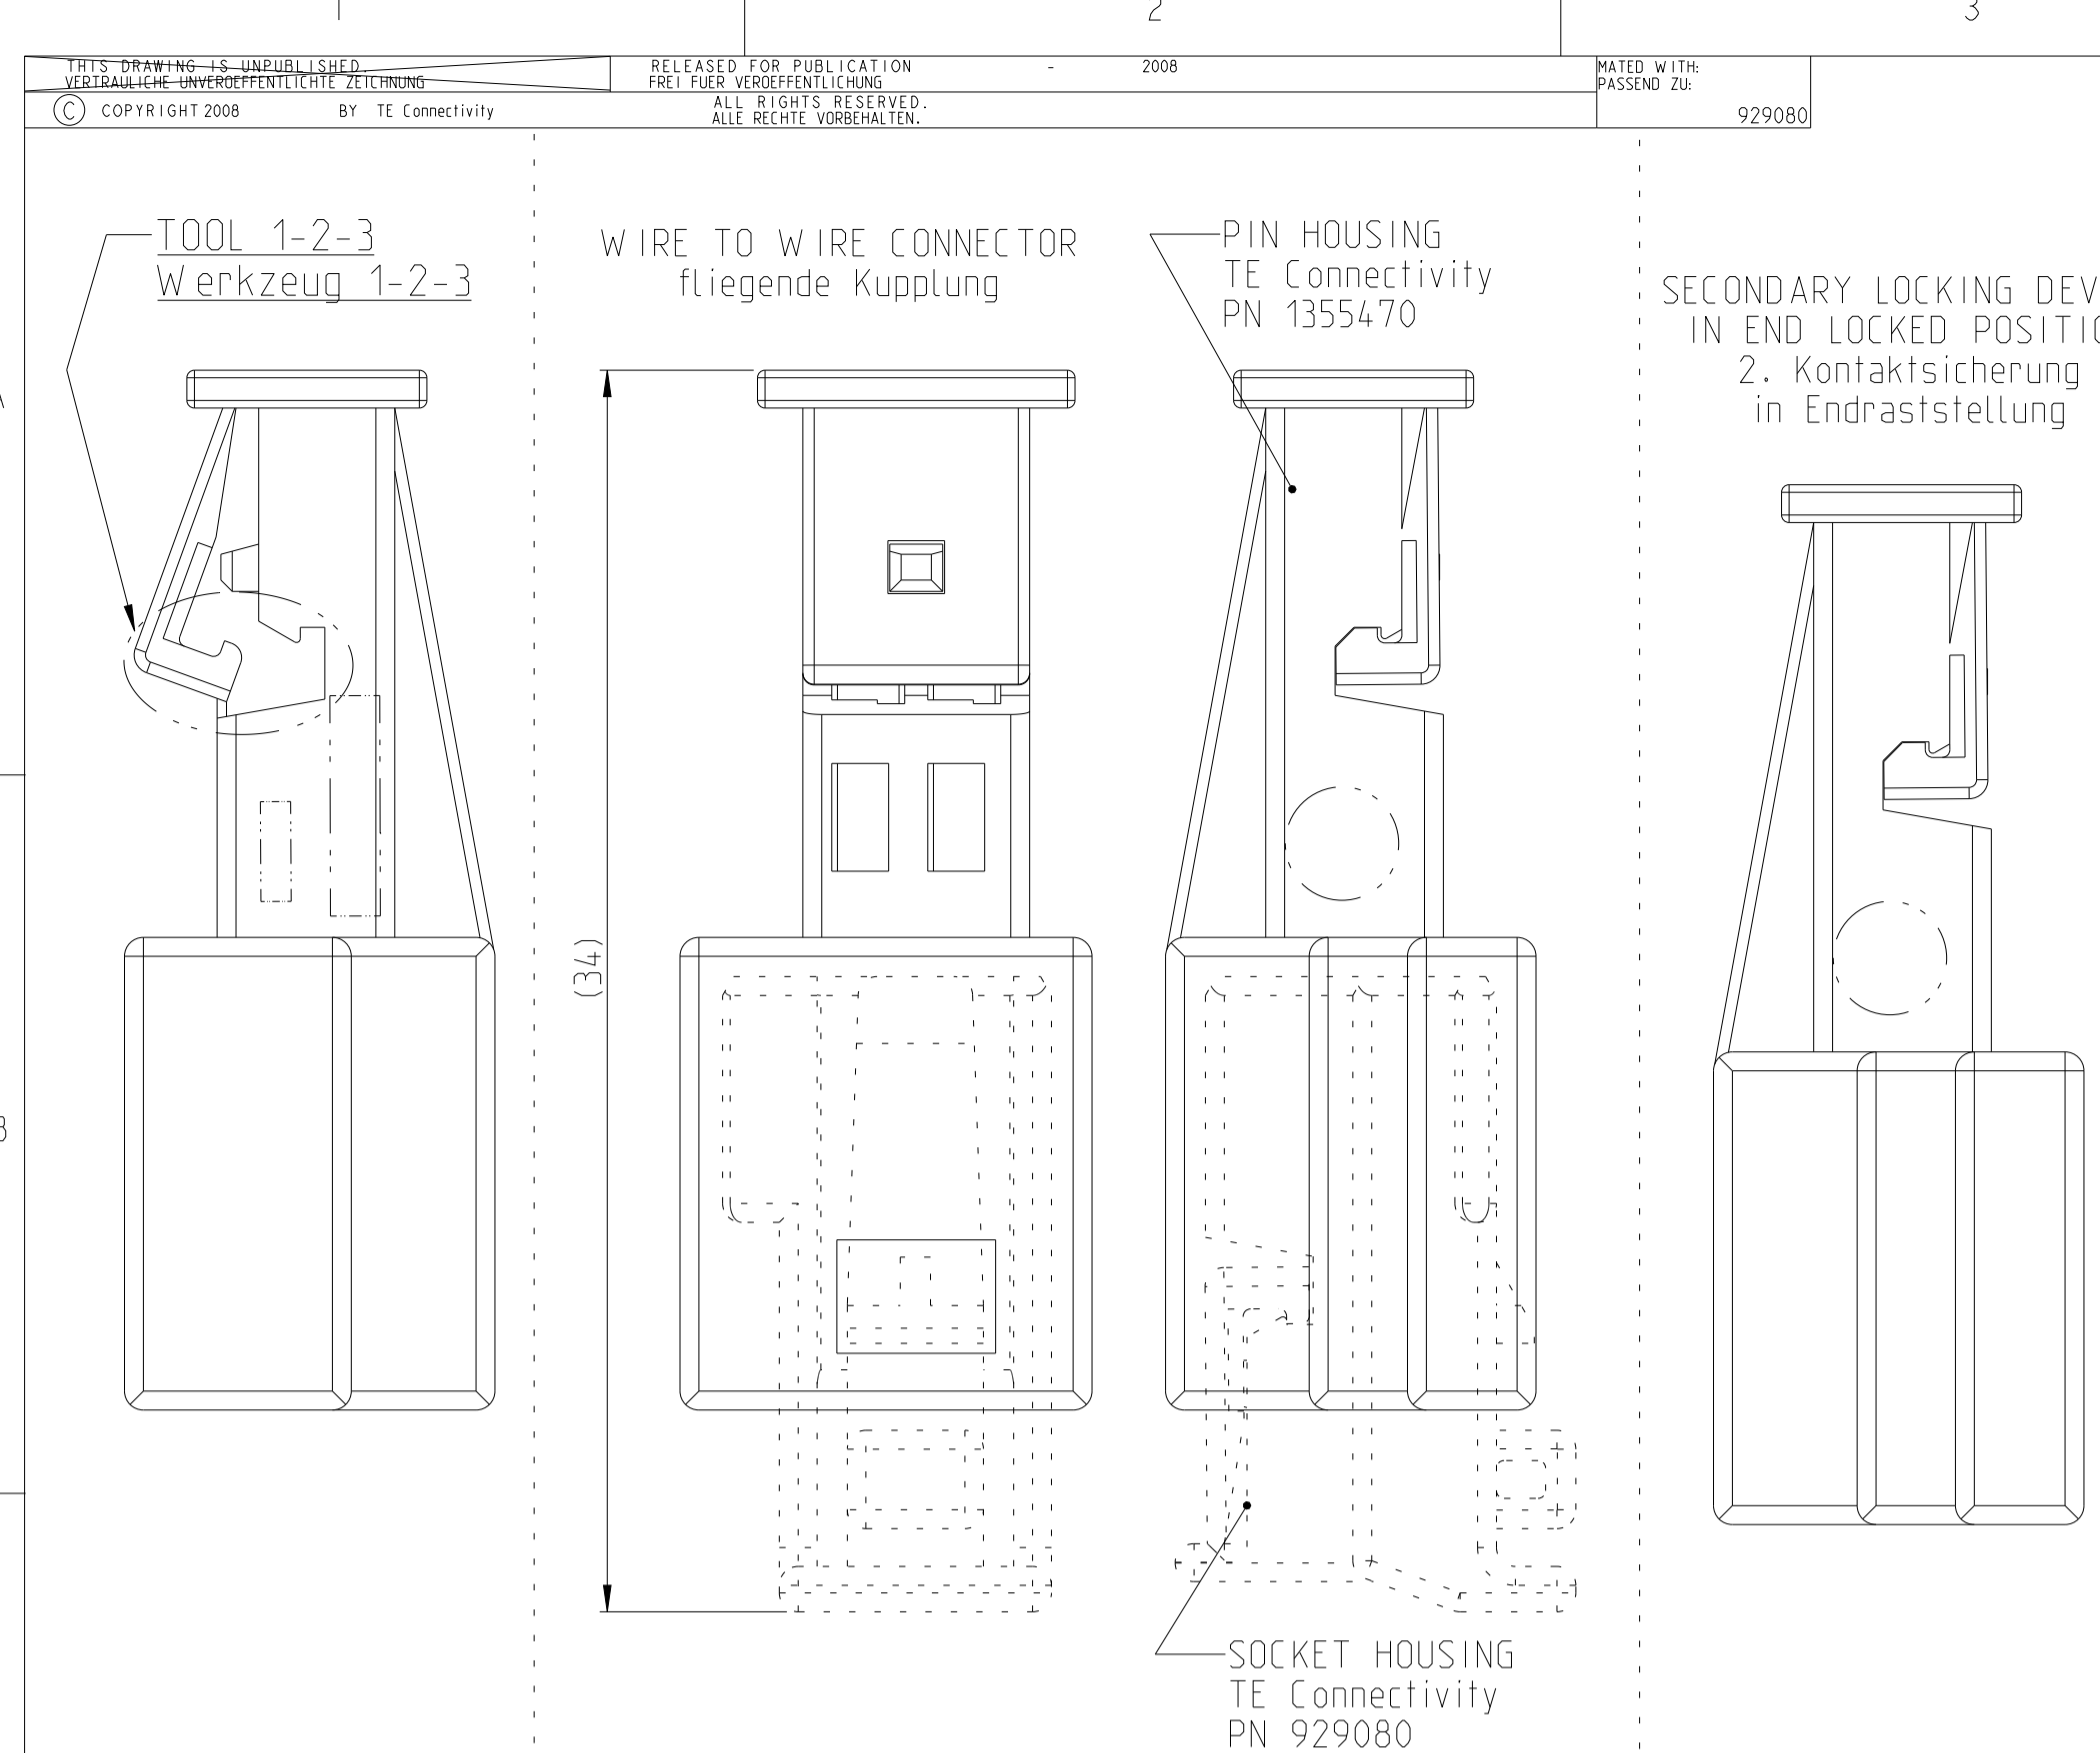 1 2 3
THIS DRAWING IS UNPUBLISHED.
VERTRAULICHE UNVEROEFFENTLICHTE ZEICHNUNG
RELEASED FOR PUBLICATION - 2008
FREI FUER VEROEFFENTLICHUNG
MATED WITH:
PASSEND ZU:
929080
© COPYRIGHT 2008 BY TE Connectivity
ALL RIGHTS RESERVED.
ALLE RECHTE VORBEHALTEN.
TOOL 1-2-3
Werkzeug 1-2-3
WIRE TO WIRE CONNECTOR
fliegende Kupplung
PIN HOUSING
TE Connectivity
PN 1355470
SECONDARY LOCKING DEV
IN END LOCKED POSITIO
2. Kontaktsicherung
in Endraststellung
(34)
B
SOCKET HOUSING
TE Connectivity
PN 929080